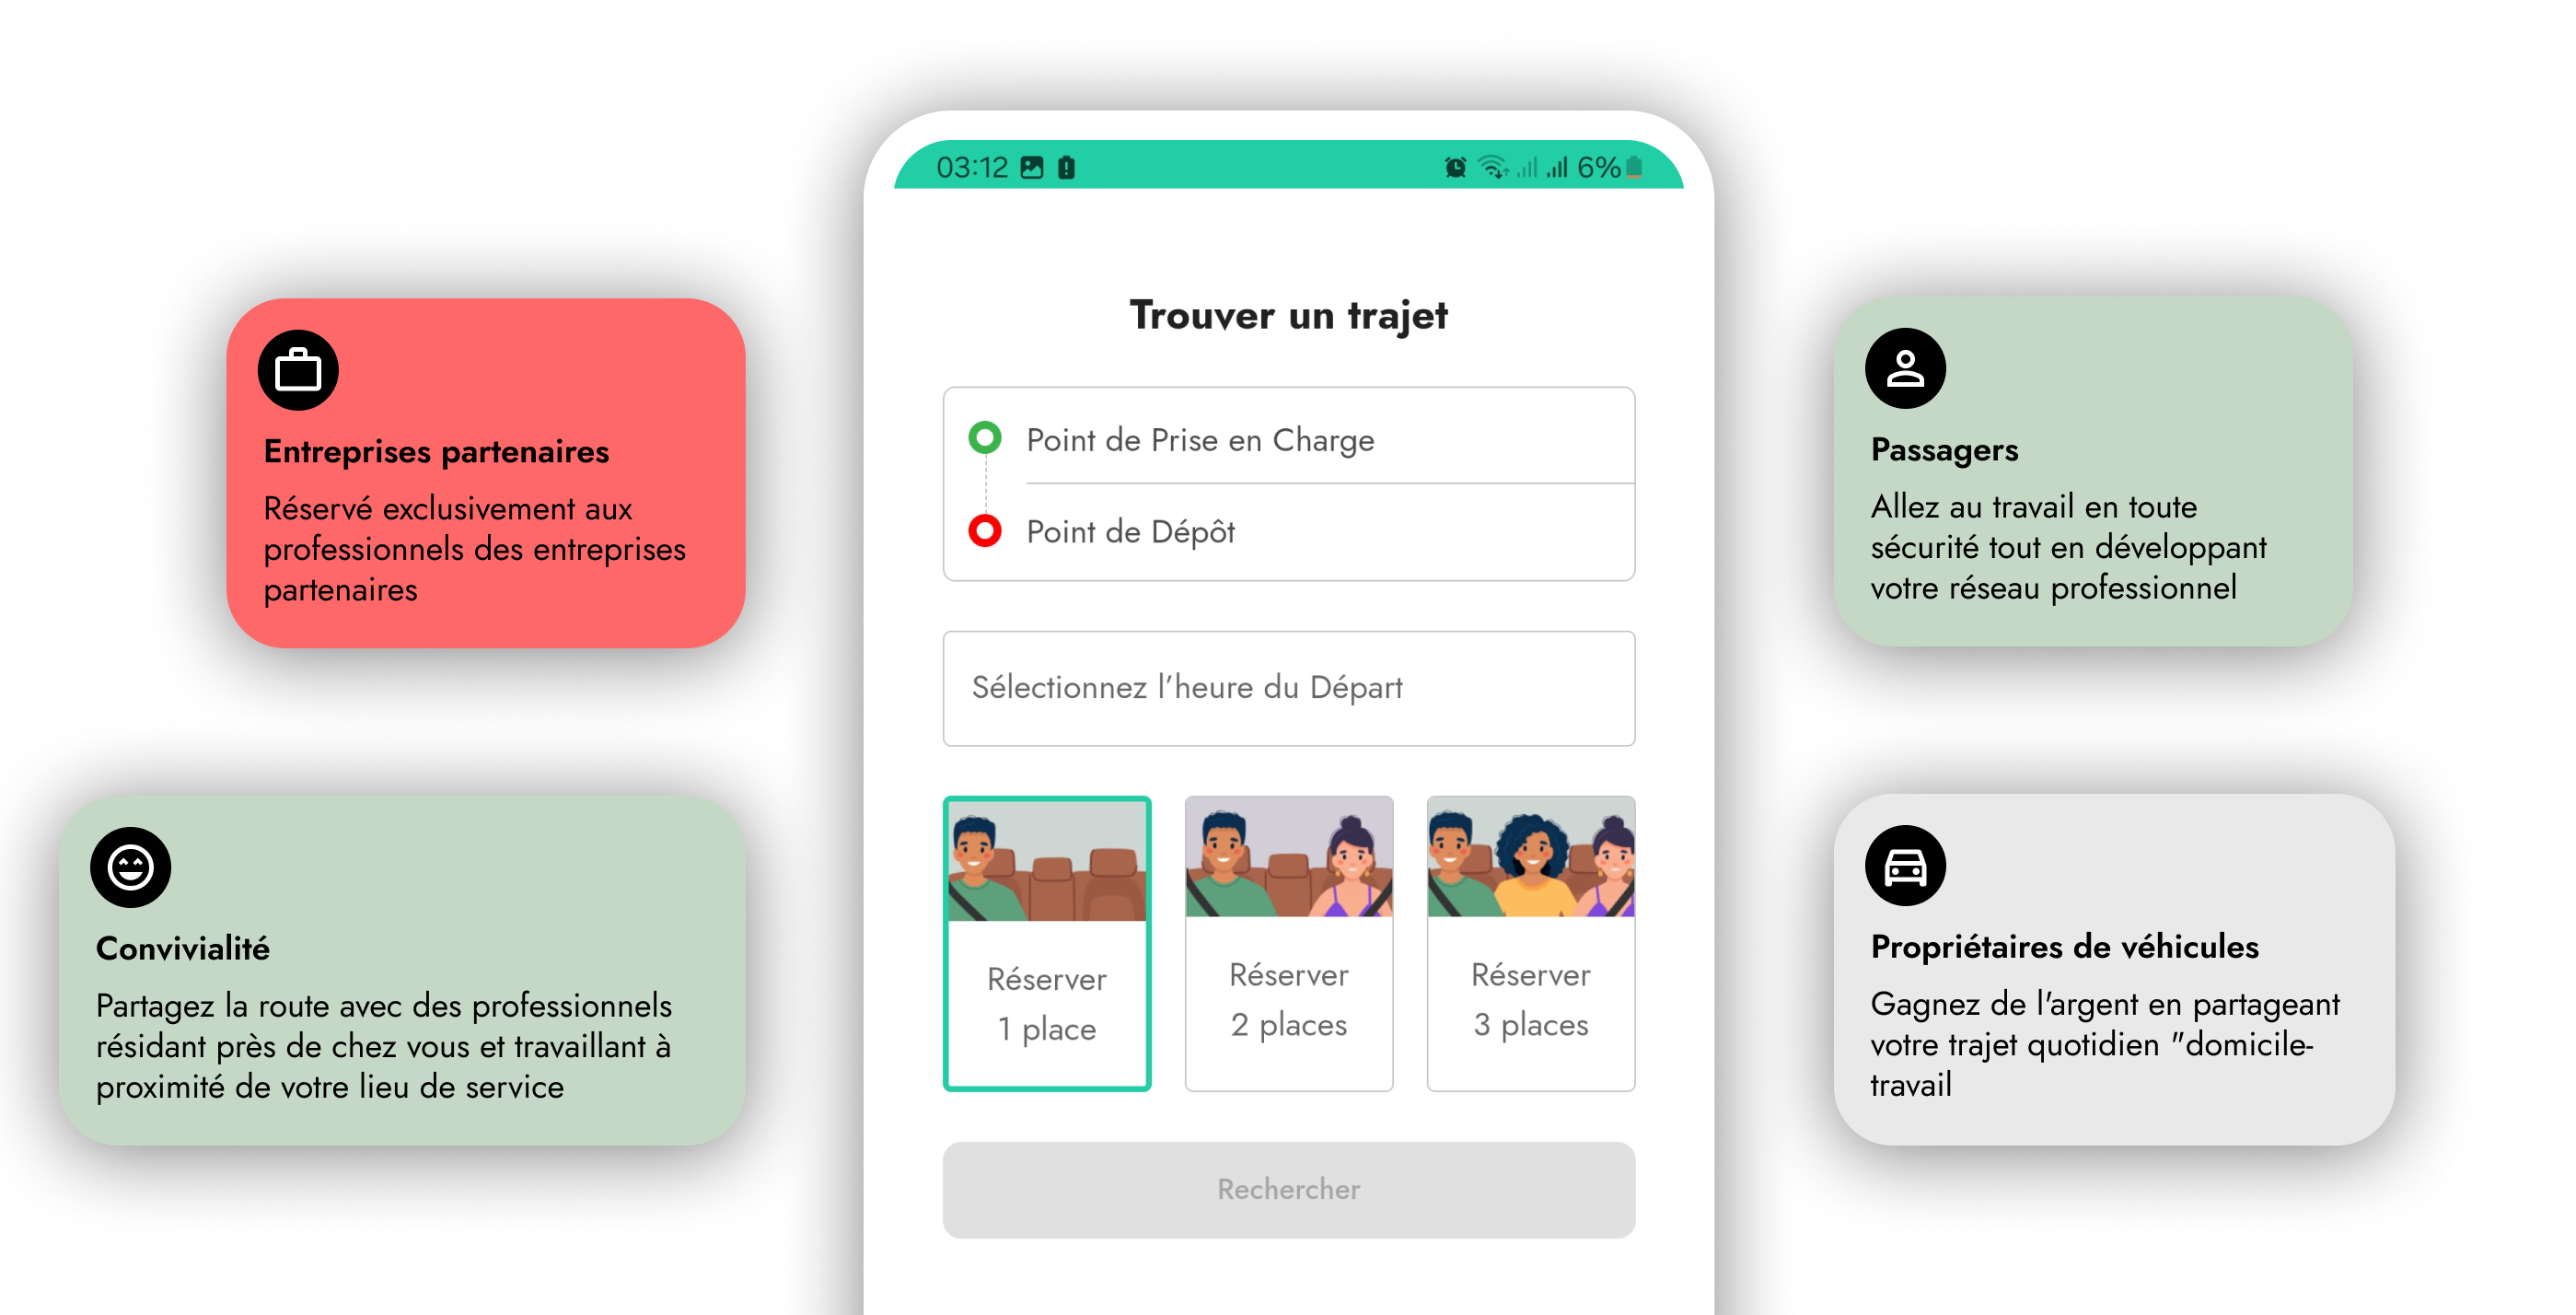 03:12
6%
Trouver un trajet
Point de Prise en Charge
Point de Dépôt
Sélectionnez l’heure du Départ
Réserver
1 place
Réserver
2 places
Réserver
3 places
Rechercher
Entreprises partenaires
Réservé exclusivement aux
professionnels des entreprises
partenaires
Convivialité
Partagez la route avec des professionnels
résidant près de chez vous et travaillant à
proximité de votre lieu de service
Passagers
Allez au travail en toute
sécurité tout en développant
votre réseau professionnel
Propriétaires de véhicules
Gagnez de l'argent en partageant
votre trajet quotidien "domicile-
travail